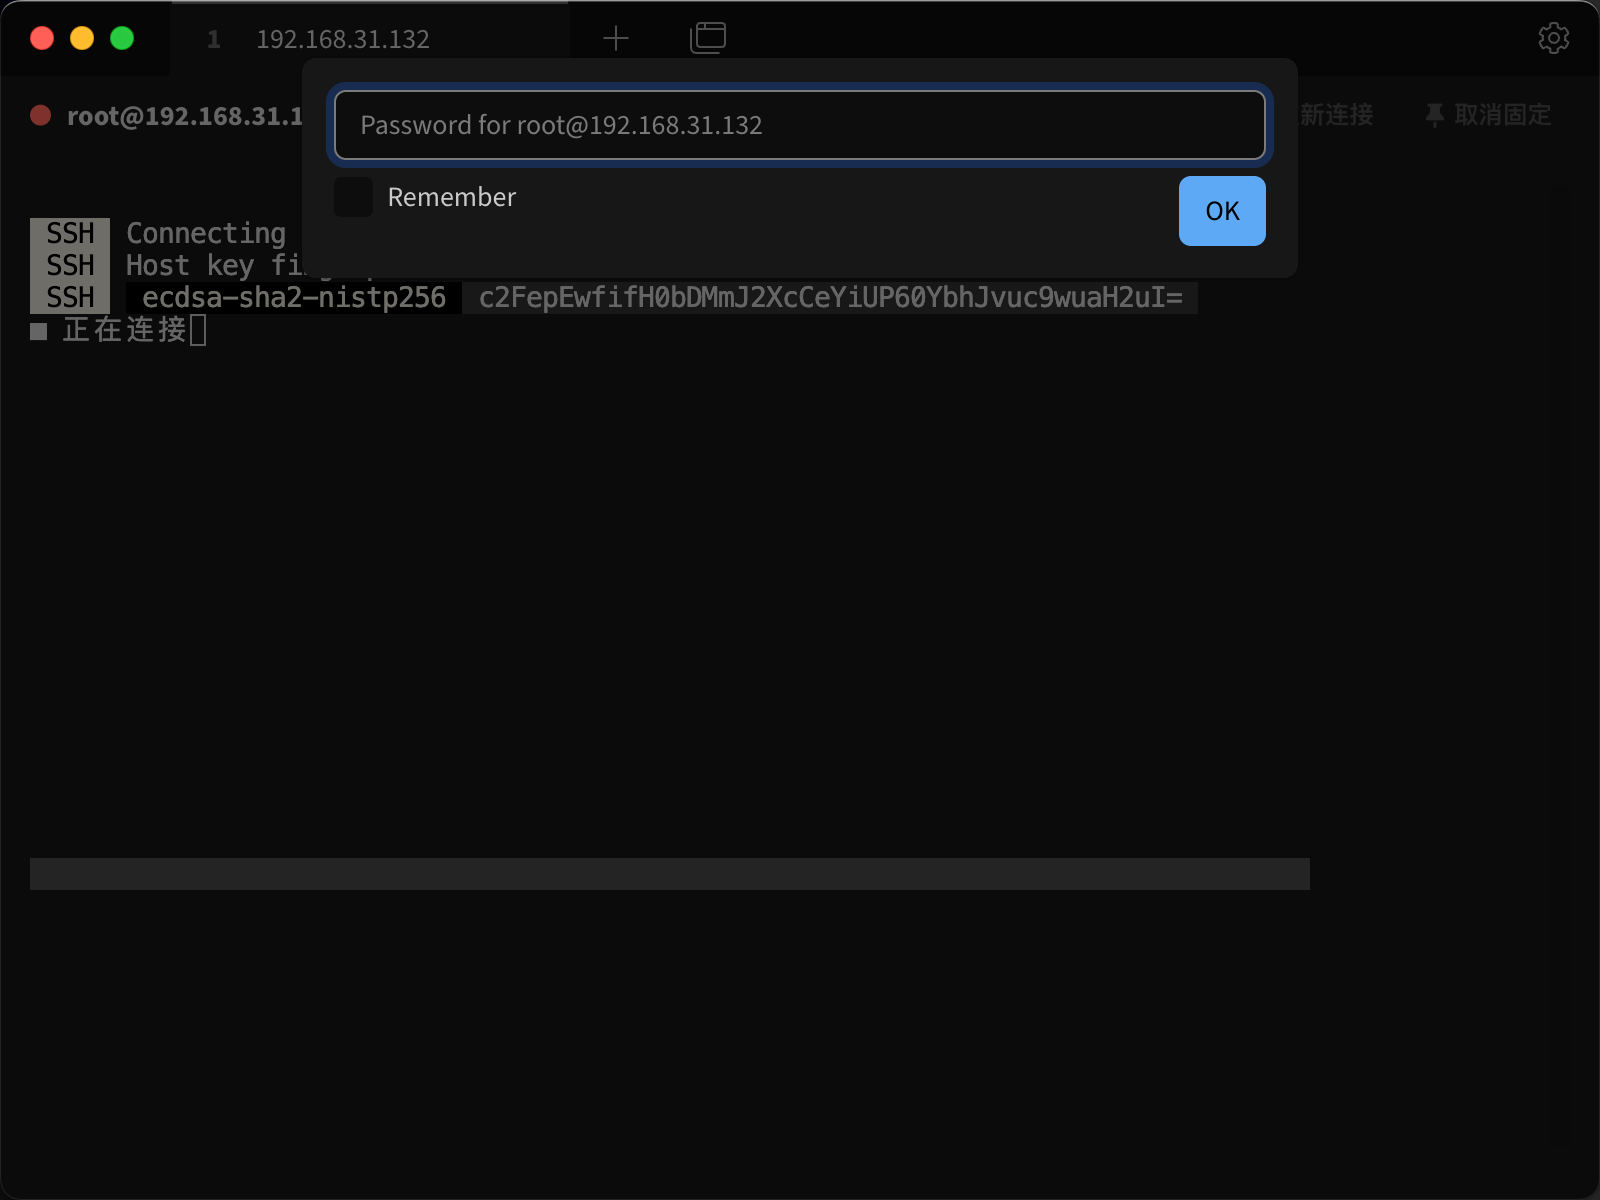 1 192.168.31.132
root@192.168.31.1 新连接 取消固定
Password for root@192.168.31.132
Remember
OK
SSH Connecting
SSH Host key
SSH ecdsa-sha2-nistp256 c2FepEwfifH0bDMmJ2XcCeYiUP60YbhJvuc9wuaH2uI=
正在连接